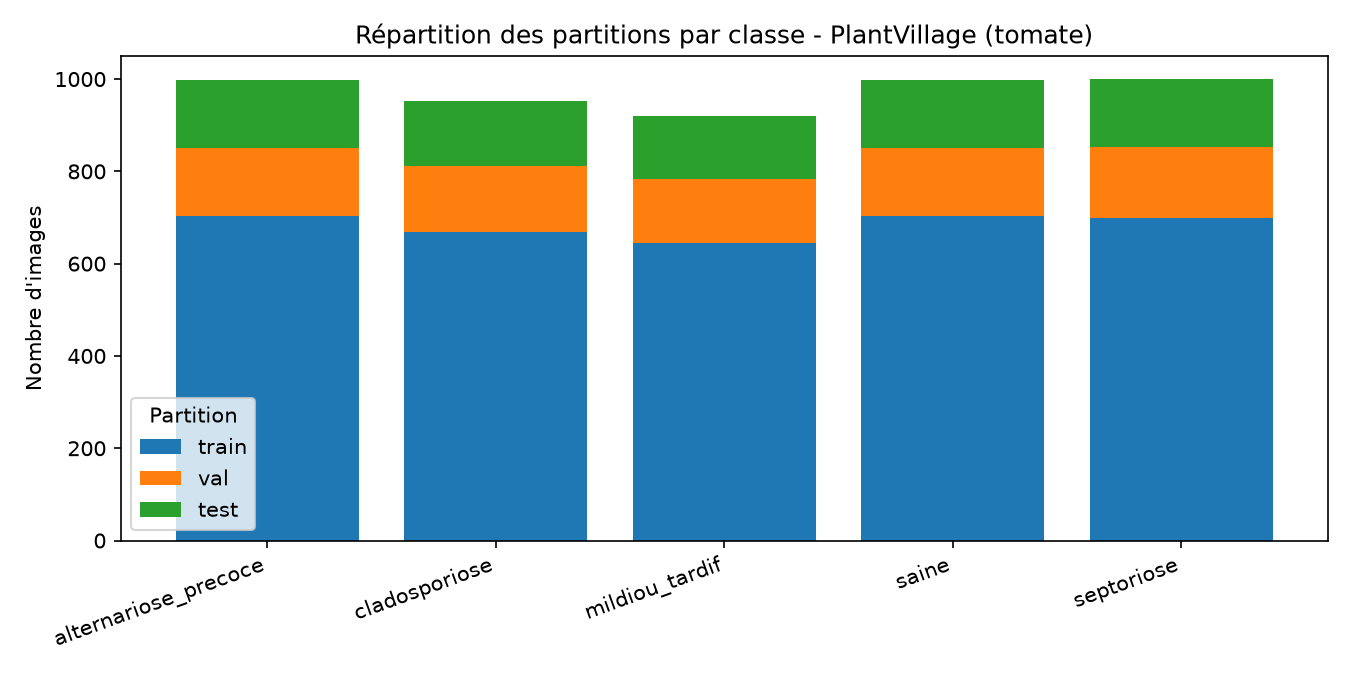 Répartition des partitions par classe - PlantVillage (tomate)
Nombre d'images
1000
800
600
400
200
0
Partition
train
val
test
alternariose_precoce
cladosporiose
mildiou_tardif
saine
septoriose